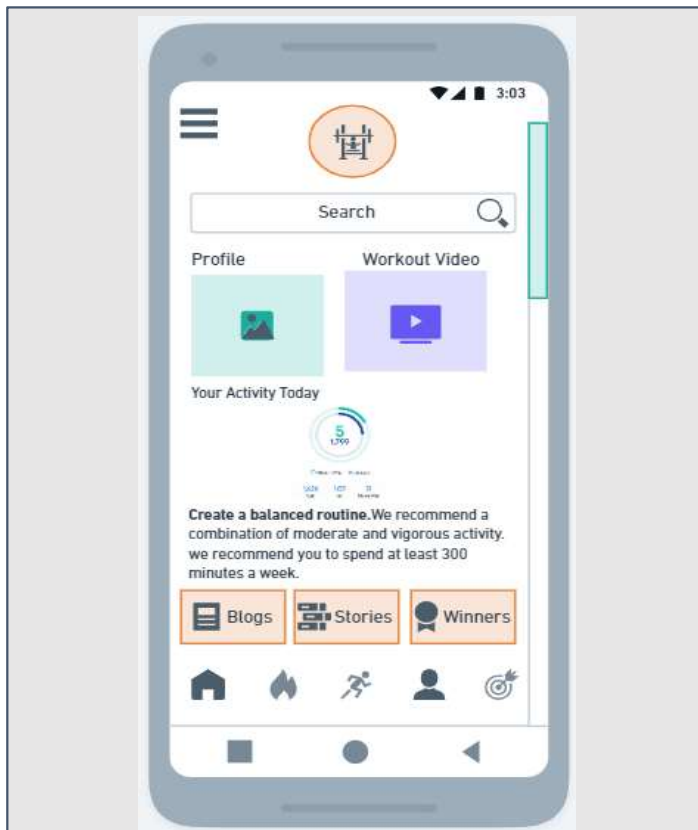 3:03
Search
Profile Workout Video
Your Activity Today
5
1,799
Create a balanced routine.We recommend a
combination of moderate and vigorous activity.
we recommend you to spend at least 300
minutes a week.
Blogs Stories Winners